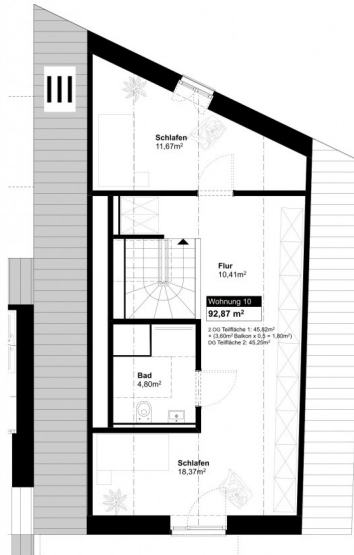 Schlafen
11,67m²
Flur
10,41m²
Wohnung 10
92,87 m²
2.OG Teilfläche 1: 45,82m²
+ (3,60m² Balkon x 0,5 = 1,80m²)
DG Teilfläche 2: 45,25m²
Bad
4,80m²
Schlafen
18,37m²